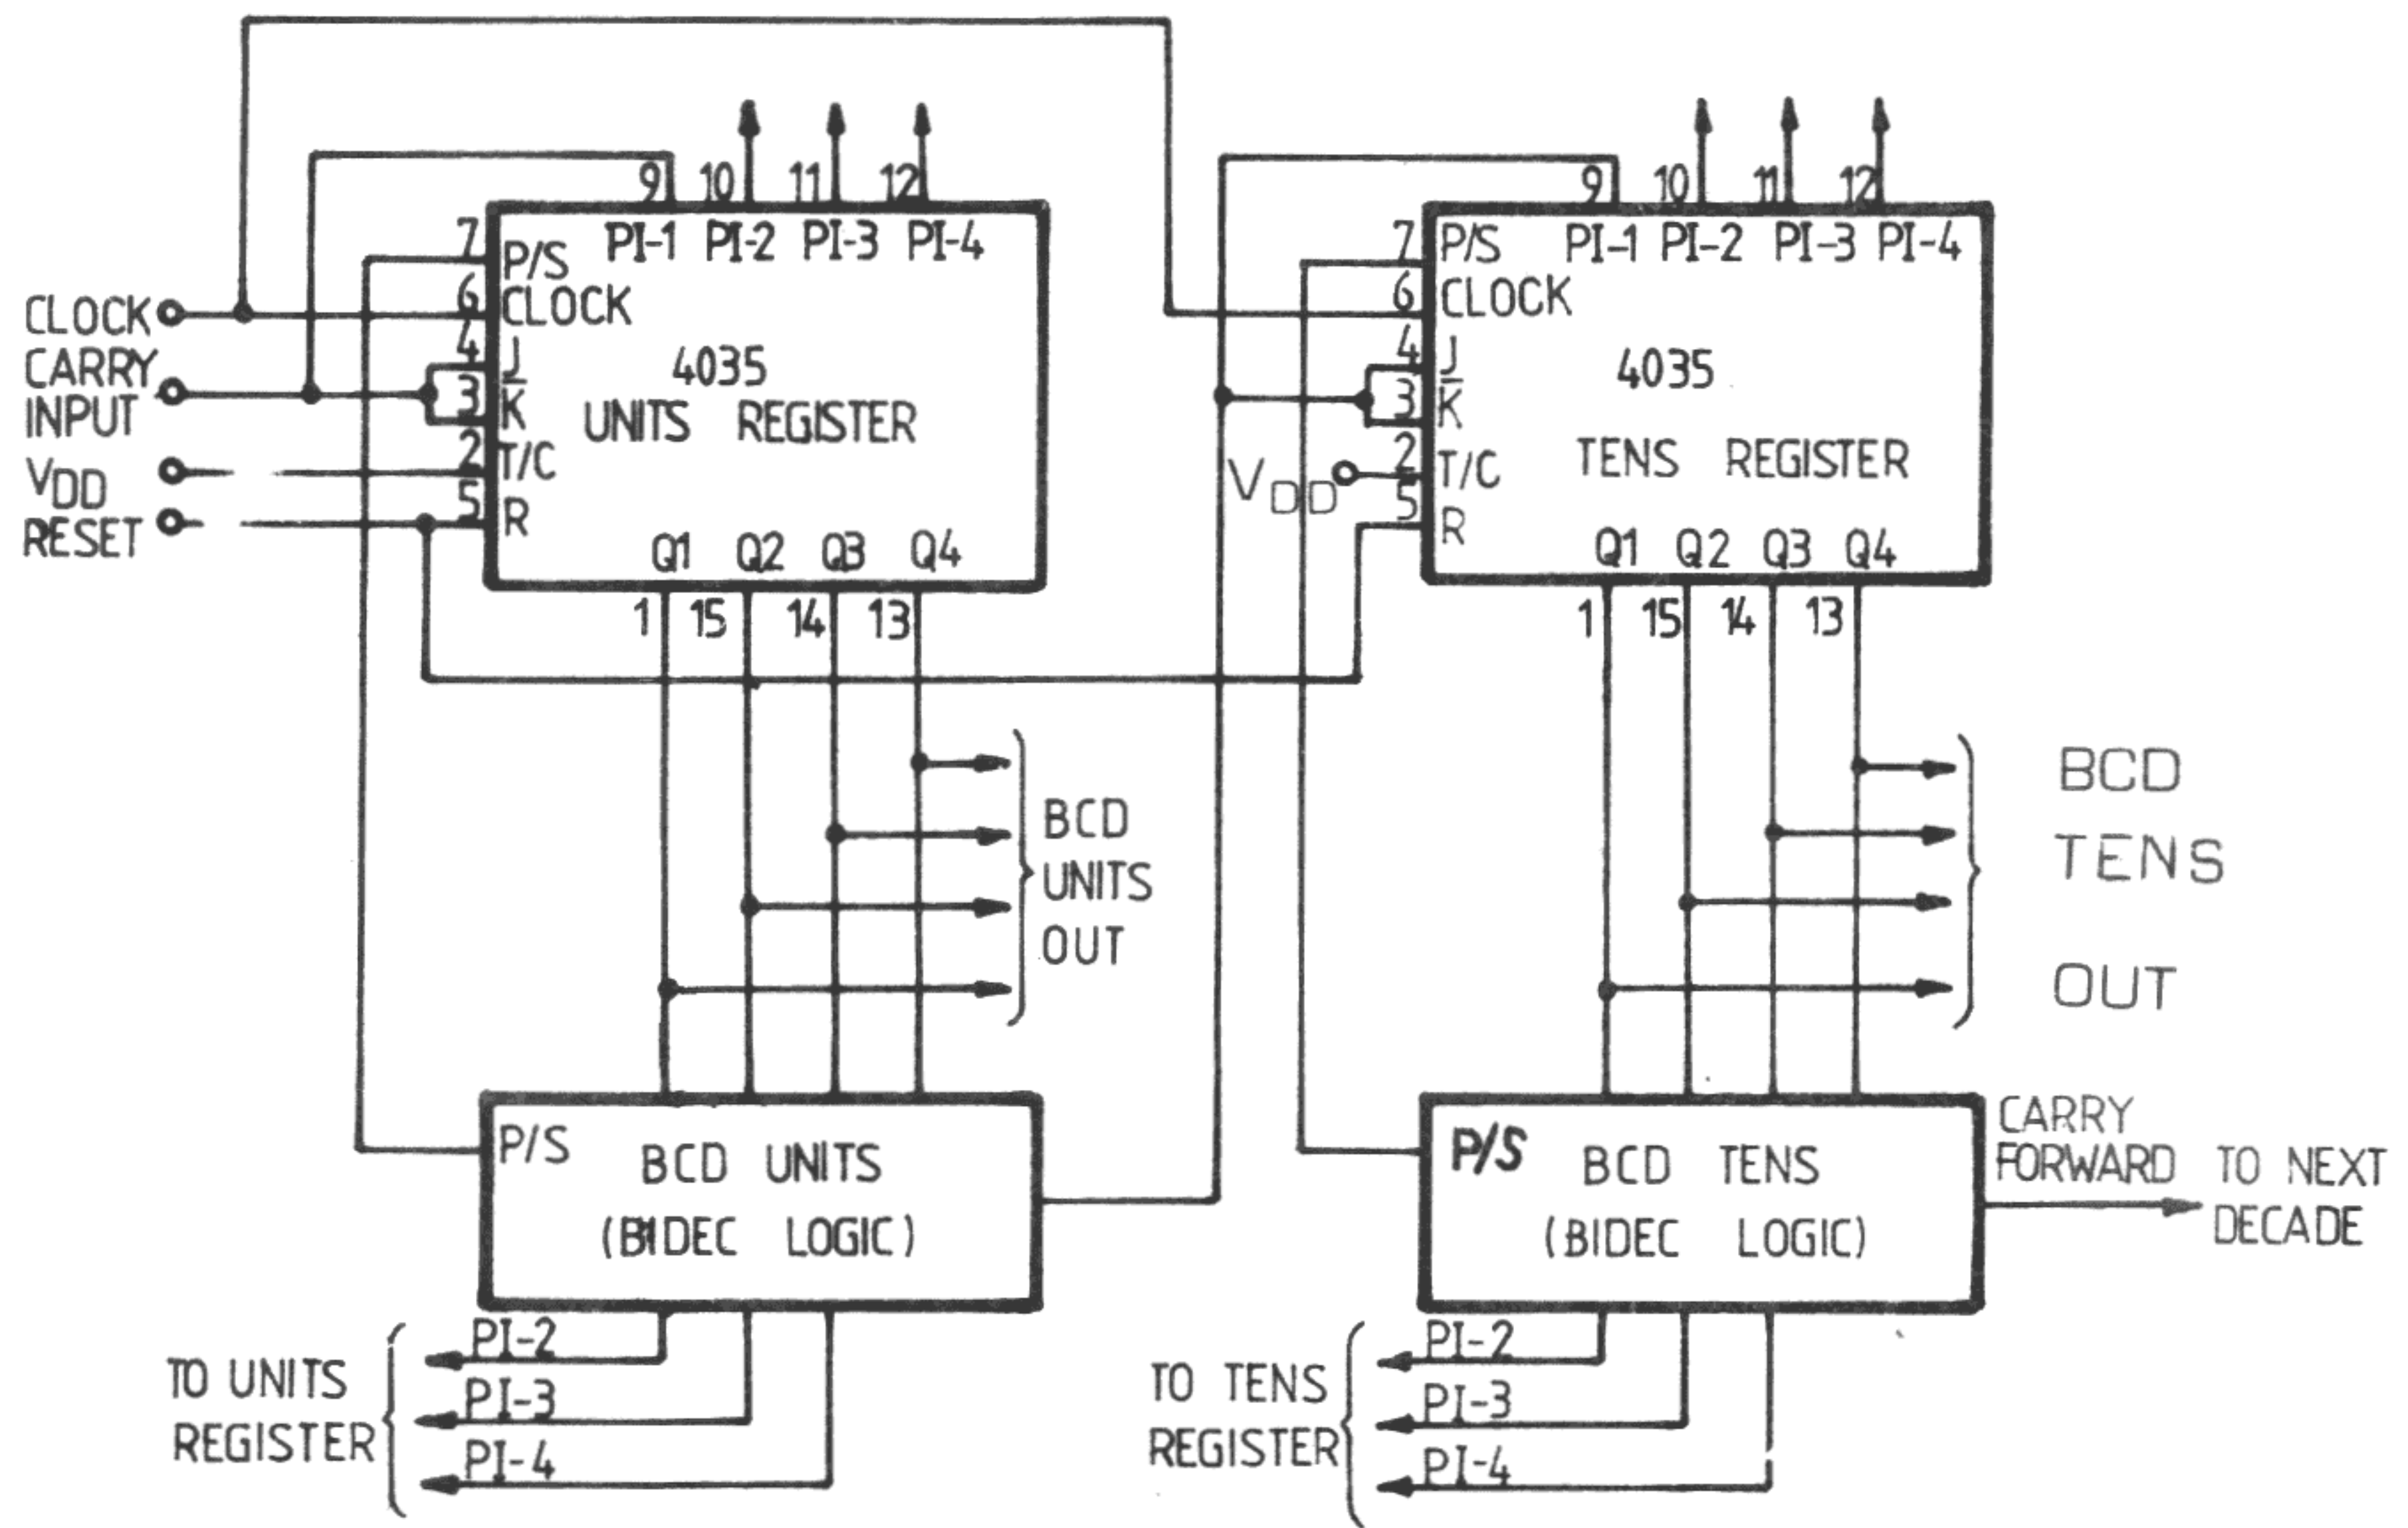 9 10 11 12
PI-1 PI-2 PI-3 PI-4
7 P/S
CLOCK 6 CLOCK
CARRY INPUT
4 J
3 K̅
4035
UNITS REGISTER
VDD 2 T/C
RESET 5 R
Q1 Q2 Q3 Q4
1 15 14 13
BCD
UNITS
OUT
P/S BCD UNITS
(BIDEC LOGIC)
TO UNITS
REGISTER
PI-2
PI-3
PI-4
9 10 11 12
PI-1 PI-2 PI-3 PI-4
7 P/S
6 CLOCK
4 J
3 K̅
4035
TENS REGISTER
VDD 2 T/C
5 R
Q1 Q2 Q3 Q4
1 15 14 13
BCD
TENS
OUT
P/S BCD TENS
(BIDEC LOGIC)
CARRY
FORWARD TO NEXT
DECADE
TO TENS
REGISTER
PI-2
PI-3
PI-4